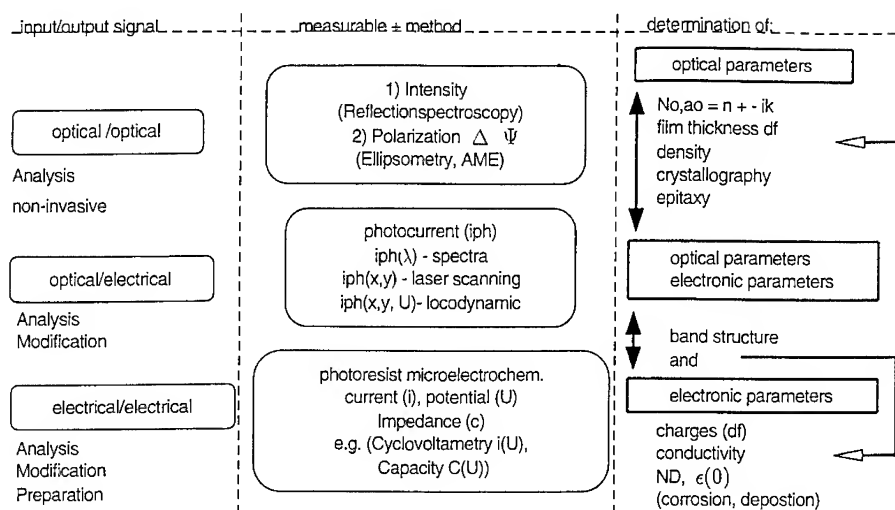 input/output signal
measurable + method
determination of:
optical /optical
Analysis
non-invasive
1) Intensity
(Reflectionspectroscopy)
2) Polarization Δ Ψ
(Ellipsometry, AME)
optical parameters
No,ao = n + - ik
film thickness df
density
crystallography
epitaxy
optical/electrical
Analysis
Modification
photocurrent (iph)
iph(λ) - spectra
iph(x,y) - laser scanning
iph(x,y, U)- locodynamic
optical parameters
electronic parameters
band structure
and
electrical/electrical
Analysis
Modification
Preparation
photoresist microelectrochem.
current (i), potential (U)
Impedance (c)
e.g. (Cyclovoltametry i(U),
Capacity C(U))
electronic parameters
charges (df)
conductivity
ND, ϵ(0)
(corrosion, depostion)